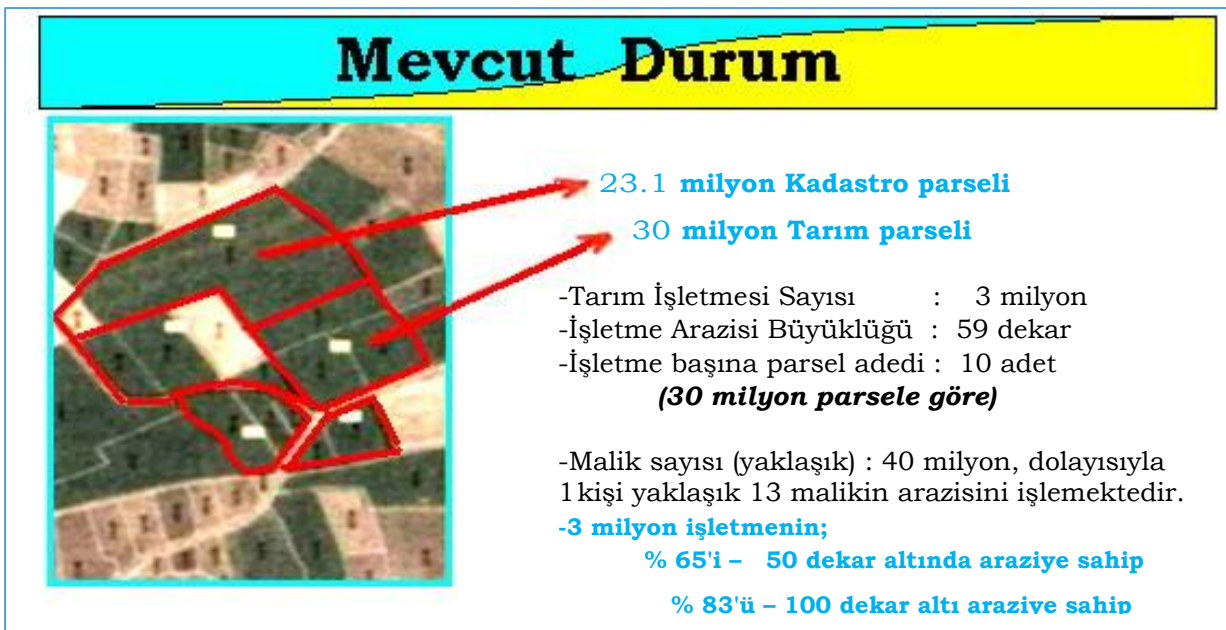 Mevcut Durum
23.1 milyon Kadastro parseli
30 milyon Tarım parseli
-Tarım İşletmesi Sayısı : 3 milyon
-İşletme Arazisi Büyüklüğü : 59 dekar
-İşletme başına parsel adedi : 10 adet
(30 milyon parsele göre)
-Malik sayısı (yaklaşık) : 40 milyon, dolayısıyla
1kişi yaklaşık 13 malikin arazisini işlemektedir.
-3 milyon işletmenin;
% 65'i – 50 dekar altında araziye sahip
% 83'ü – 100 dekar altı araziye sahip